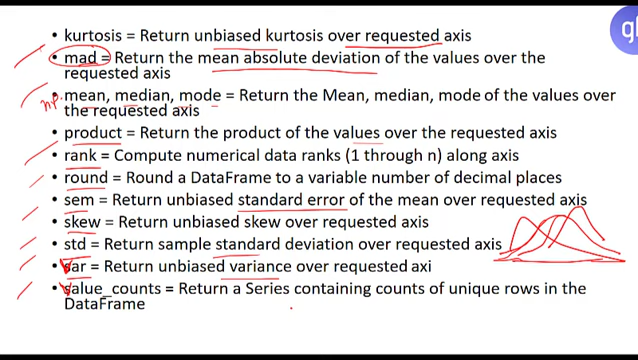 • kurtosis = Return unbiased kurtosis over requested axis
• mad = Return the mean absolute deviation of the values over the
requested axis
n.p. • mean, median, mode = Return the Mean, median, mode of the values over
the requested axis
• product = Return the product of the values over the requested axis
• rank = Compute numerical data ranks (1 through n) along axis
• round = Round a DataFrame to a variable number of decimal places
• sem = Return unbiased standard error of the mean over requested axis
• skew = Return unbiased skew over requested axis
• std = Return sample standard deviation over requested axis
• var = Return unbiased variance over requested axi
• value_counts = Return a Series containing counts of unique rows in the
DataFrame